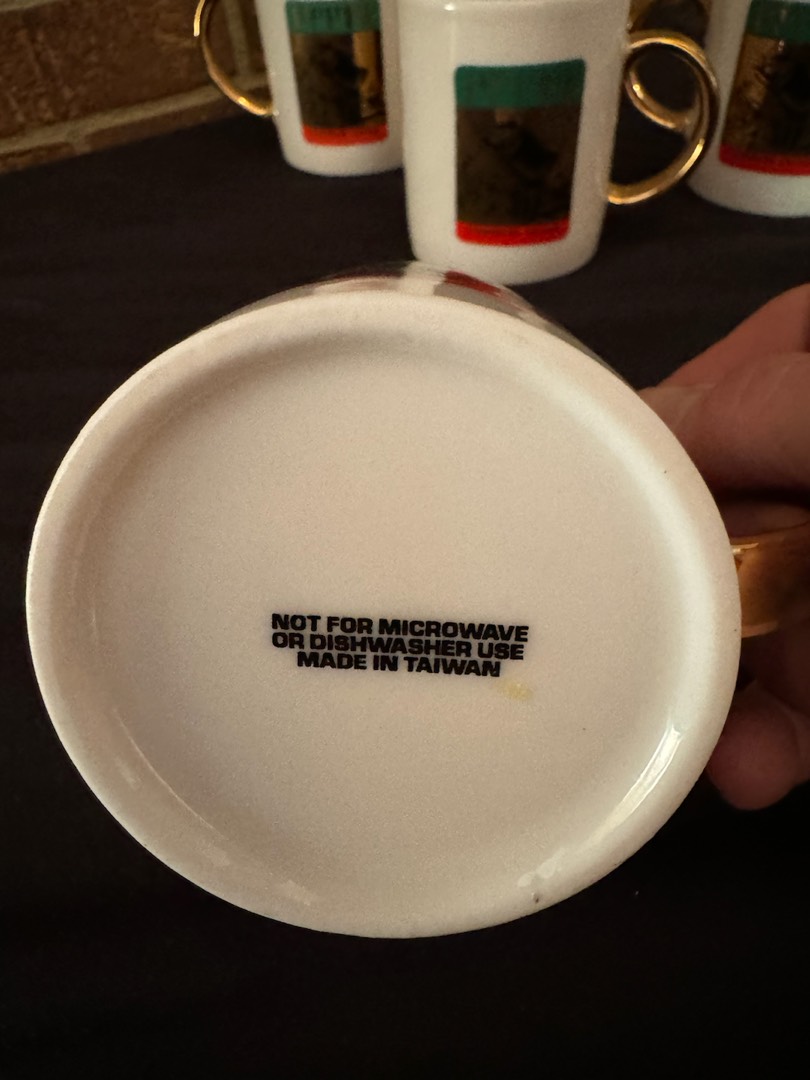 NOT FOR MICROWAVE
OR DISHWASHER USE
MADE IN TAIWAN